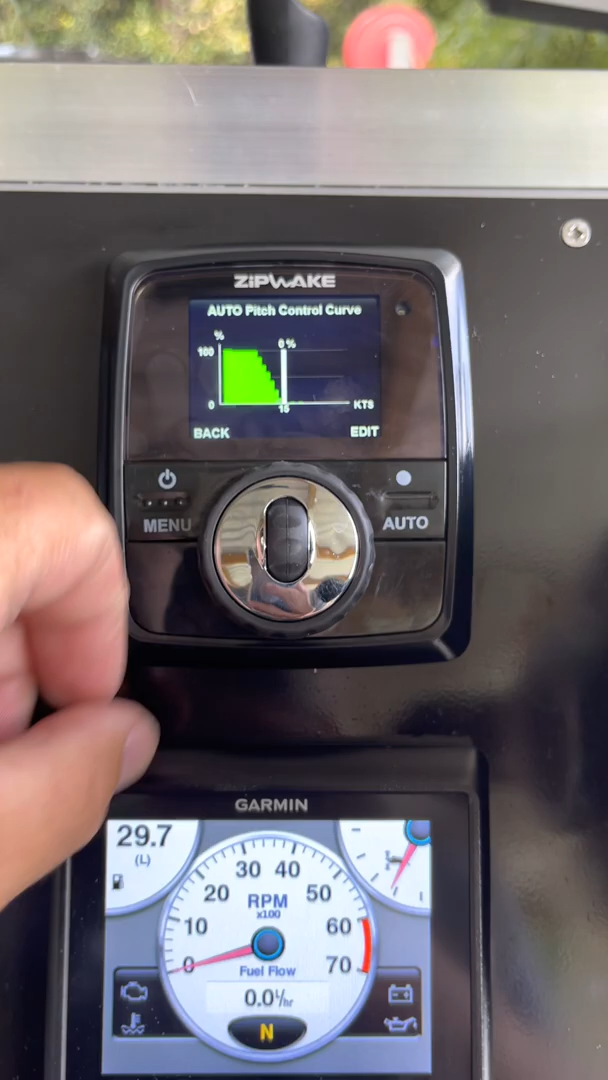 ZIPWAKE
AUTO Pitch Control Curve
%
0 %
100
0
15
KTS
BACK
EDIT
MENU
AUTO
GARMIN
29.7
(L)
30
40
20
50
RPM
x100
10
60
0
70
Fuel Flow
0.0L/hr
N